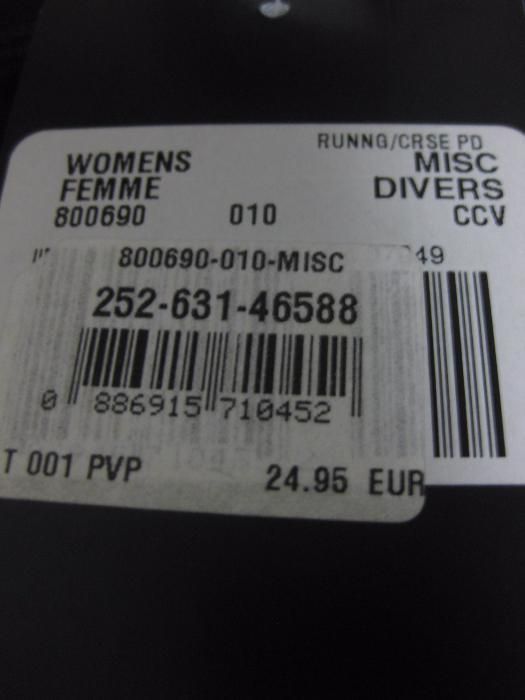 RUNNG/CRSE PD
WOMENS MISC
FEMME DIVERS
800690 010 CCV
49
800690-010-MISC
252-631-46588
0 886915 710452
T 001 PVP 24.95 EUR